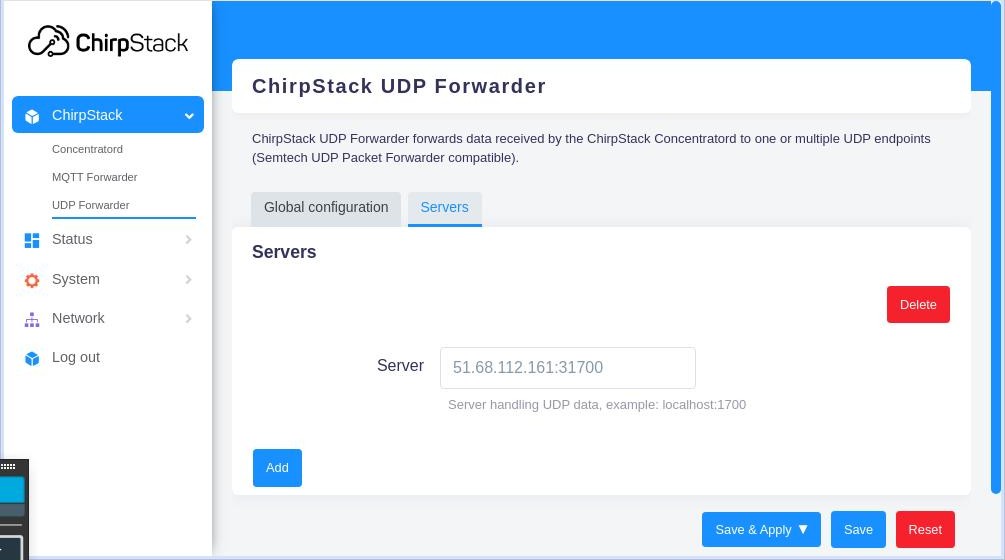 ChirpStack
ChirpStack
Concentratord
MQTT Forwarder
UDP Forwarder
Status
System
Network
Log out
ChirpStack UDP Forwarder
ChirpStack UDP Forwarder forwards data received by the ChirpStack Concentratord to one or multiple UDP endpoints
(Semtech UDP Packet Forwarder compatible).
Global configuration Servers
Servers
Delete
Server 51.68.112.161:31700
Server handling UDP data, example: localhost:1700
Add
Save & Apply ▼ Save Reset